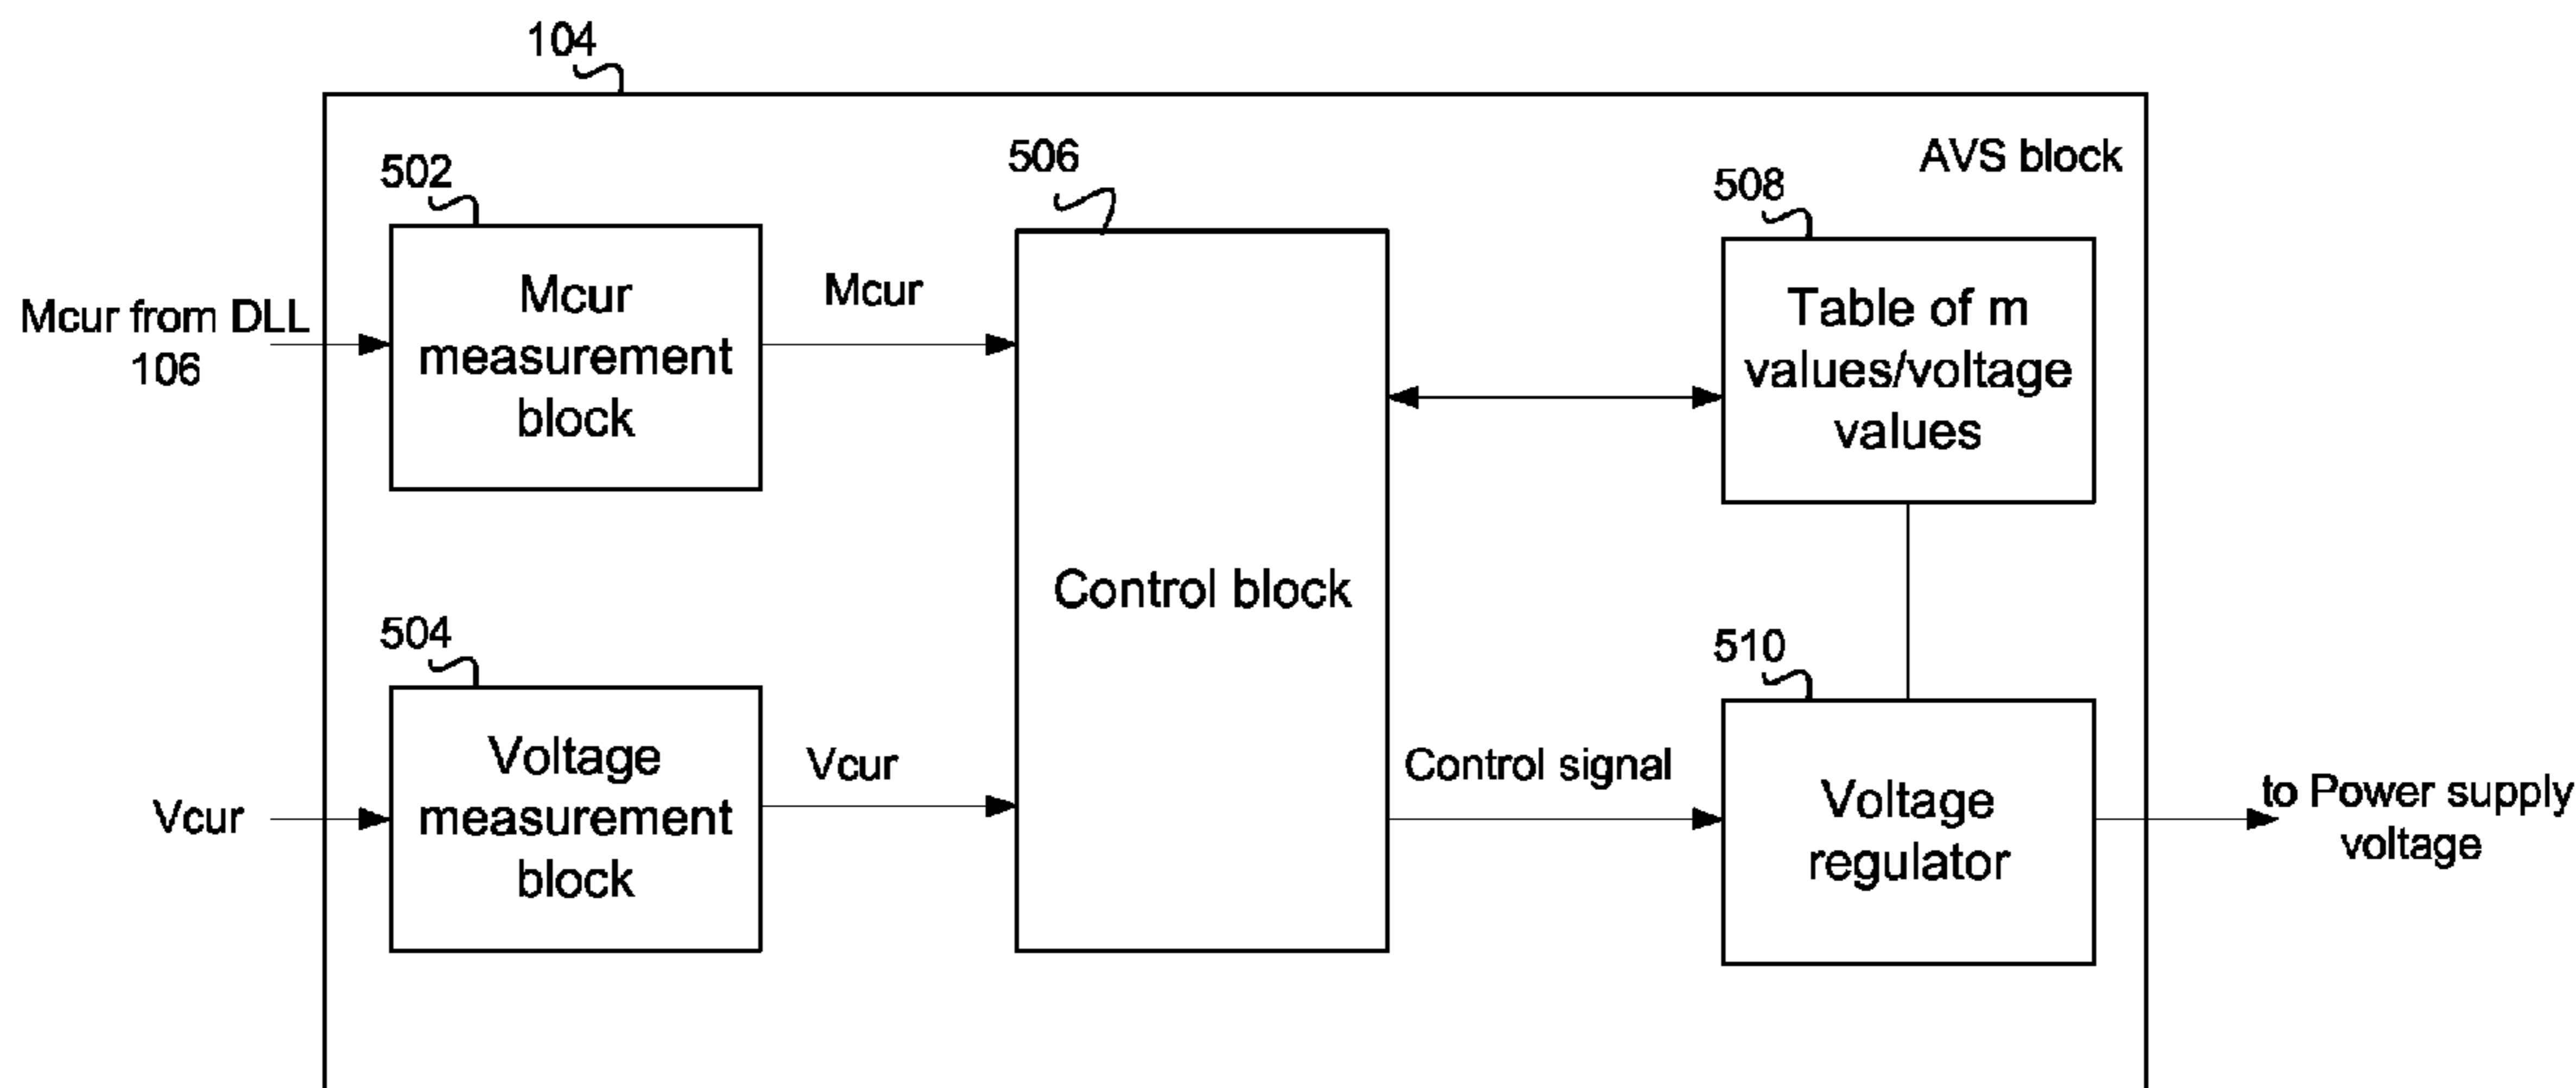 104
AVS block
502
Mcur
measurement
block
Mcur from DLL
106
Mcur
506
Control block
508
Table of m
values/voltage
values
504
Voltage
measurement
block
Vcur
Vcur
Control signal
510
Voltage
regulator
to Power supply
voltage